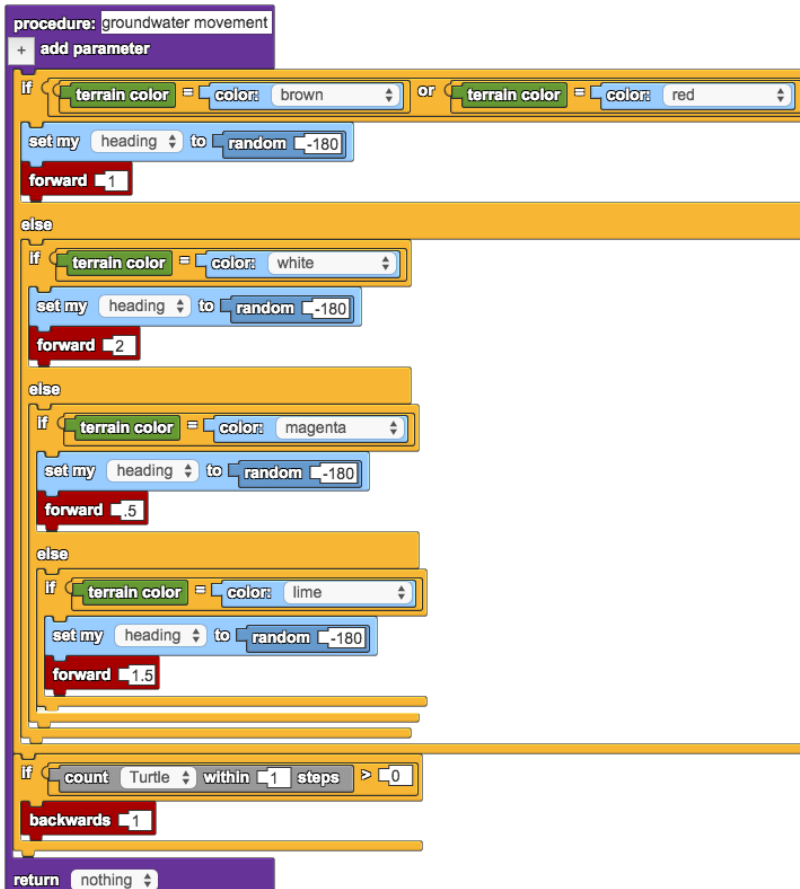 procedure: groundwater movement
+ add parameter
if terrain color = color: brown or terrain color = color: red
set my heading to random -180
forward 1
else
if terrain color = color: white
set my heading to random -180
forward 2
else
if terrain color = color: magenta
set my heading to random -180
forward .5
else
if terrain color = color: lime
set my heading to random -180
forward 1.5
if count Turtle within 1 steps > 0
backwards 1
return nothing